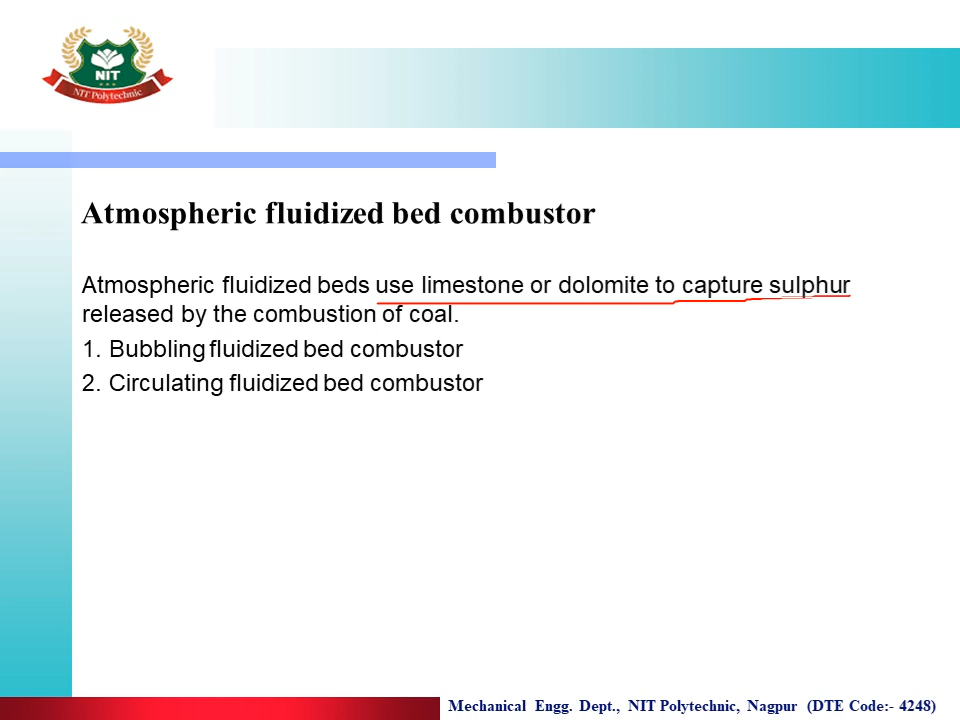 NIT
NIT Polytechnic
Atmospheric fluidized bed combustor
Atmospheric fluidized beds use limestone or dolomite to capture sulphur
released by the combustion of coal.
1. Bubbling fluidized bed combustor
2. Circulating fluidized bed combustor
Mechanical Engg. Dept., NIT Polytechnic, Nagpur (DTE Code:- 4248)